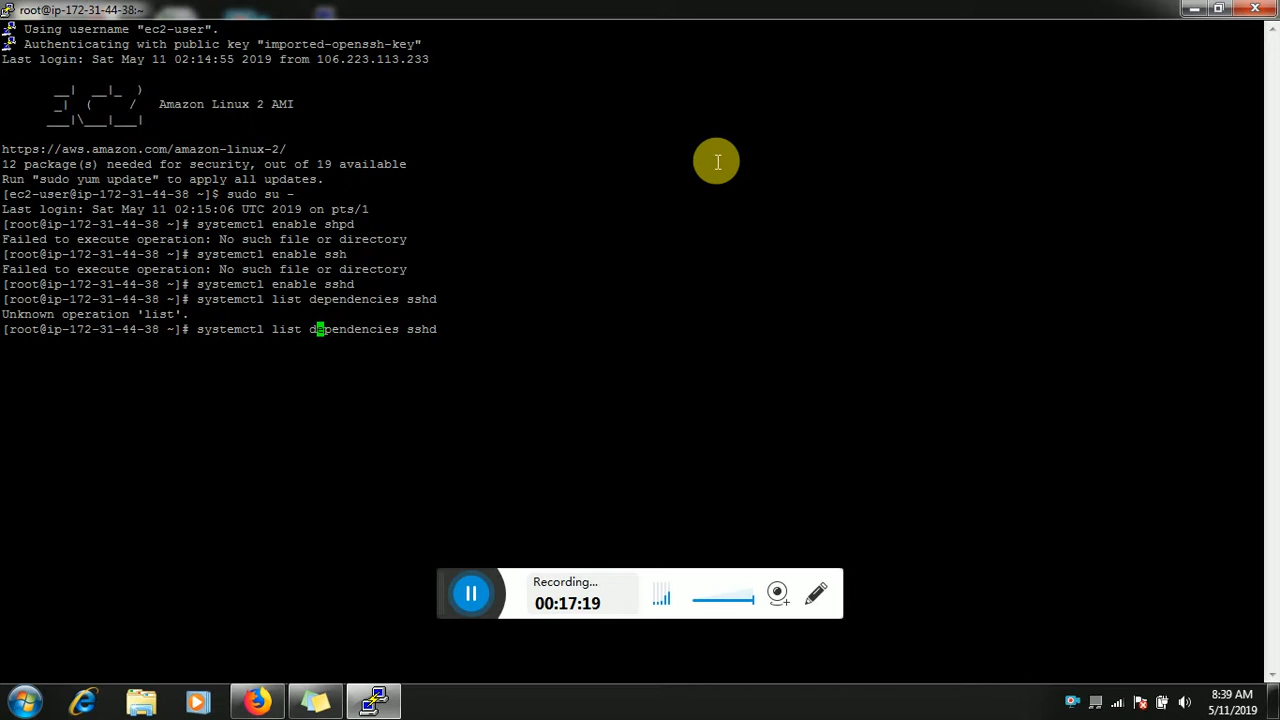 root@ip-172-31-44-38:~
Using username "ec2-user".
Authenticating with public key "imported-openssh-key"
Last login: Sat May 11 02:14:55 2019 from 106.223.113.233
__|  __|_  )
_|  (     /   Amazon Linux 2 AMI
___|\___|___|
https://aws.amazon.com/amazon-linux-2/
12 package(s) needed for security, out of 19 available
Run "sudo yum update" to apply all updates.
[ec2-user@ip-172-31-44-38 ~]$ sudo su -
Last login: Sat May 11 02:15:06 UTC 2019 on pts/1
[root@ip-172-31-44-38 ~]# systemctl enable shpd
Failed to execute operation: No such file or directory
[root@ip-172-31-44-38 ~]# systemctl enable ssh
Failed to execute operation: No such file or directory
[root@ip-172-31-44-38 ~]# systemctl enable sshd
[root@ip-172-31-44-38 ~]# systemctl list dependencies sshd
Unknown operation 'list'.
[root@ip-172-31-44-38 ~]# systemctl list dependencies sshd
Recording...
00:17:19
8:39 AM
5/11/2019